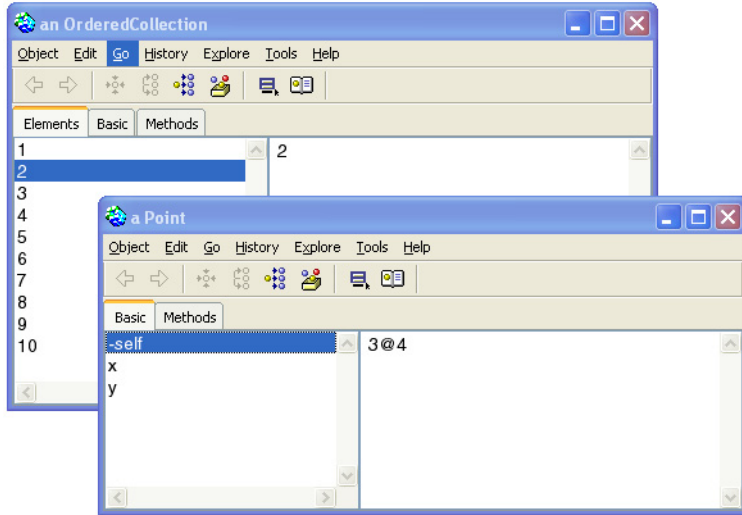 an OrderedCollection
Object Edit Go History Explore Tools Help
Elements Basic Methods
1
2
3
4
5
6
7
8
9
10
2
a Point
Object Edit Go History Explore Tools Help
Basic Methods
-self
x
y
3@4